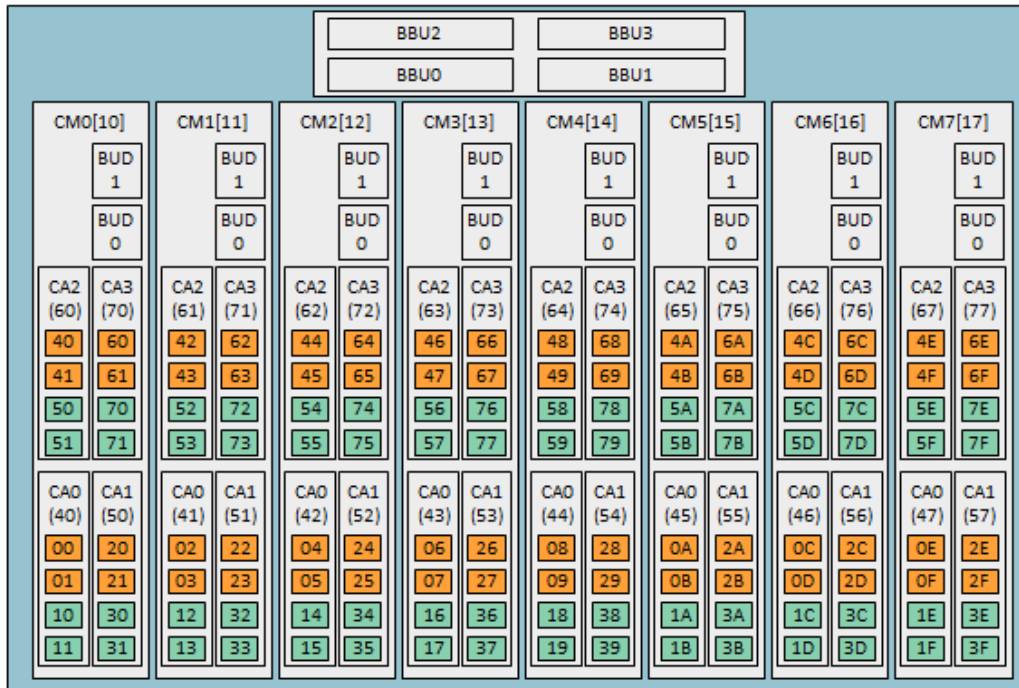 BBU2 BBU3
BBU0 BBU1
CM0[10] CM1[11] CM2[12] CM3[13] CM4[14] CM5[15] CM6[16] CM7[17]
BUD BUD BUD BUD BUD BUD BUD BUD
1 1 1 1 1 1 1 1
BUD BUD BUD BUD BUD BUD BUD BUD
0 0 0 0 0 0 0 0
CA2 CA3 CA2 CA3 CA2 CA3 CA2 CA3 CA2 CA3 CA2 CA3 CA2 CA3 CA2 CA3
(60) (70) (61) (71) (62) (72) (63) (73) (64) (74) (65) (75) (66) (76) (67) (77)
40 60 42 62 44 64 46 66 48 68 4A 6A 4C 6C 4E 6E
41 61 43 63 45 65 47 67 49 69 4B 6B 4D 6D 4F 6F
50 70 52 72 54 74 56 76 58 78 5A 7A 5C 7C 5E 7E
51 71 53 73 55 75 57 77 59 79 5B 7B 5D 7D 5F 7F
CA0 CA1 CA0 CA1 CA0 CA1 CA0 CA1 CA0 CA1 CA0 CA1 CA0 CA1 CA0 CA1
(40) (50) (41) (51) (42) (52) (43) (53) (44) (54) (45) (55) (46) (56) (47) (57)
00 20 02 22 04 24 06 26 08 28 0A 2A 0C 2C 0E 2E
01 21 03 23 05 25 07 27 09 29 0B 2B 0D 2D 0F 2F
10 30 12 32 14 34 16 36 18 38 1A 3A 1C 3C 1E 3E
11 31 13 33 15 35 17 37 19 39 1B 3B 1D 3D 1F 3F